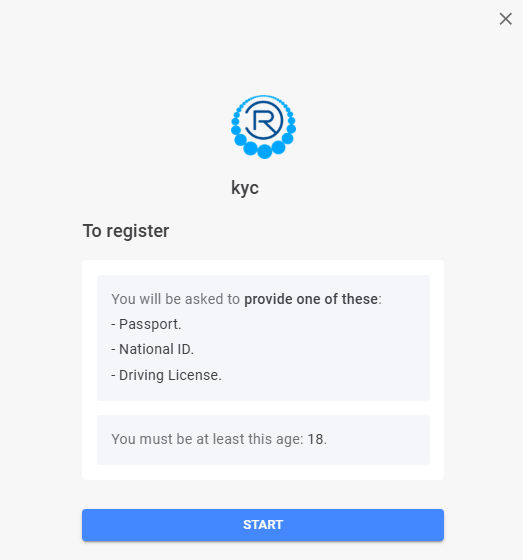 kyc
To register
You will be asked to provide one of these:
- Passport.
- National ID.
- Driving License.
You must be at least this age: 18.
START